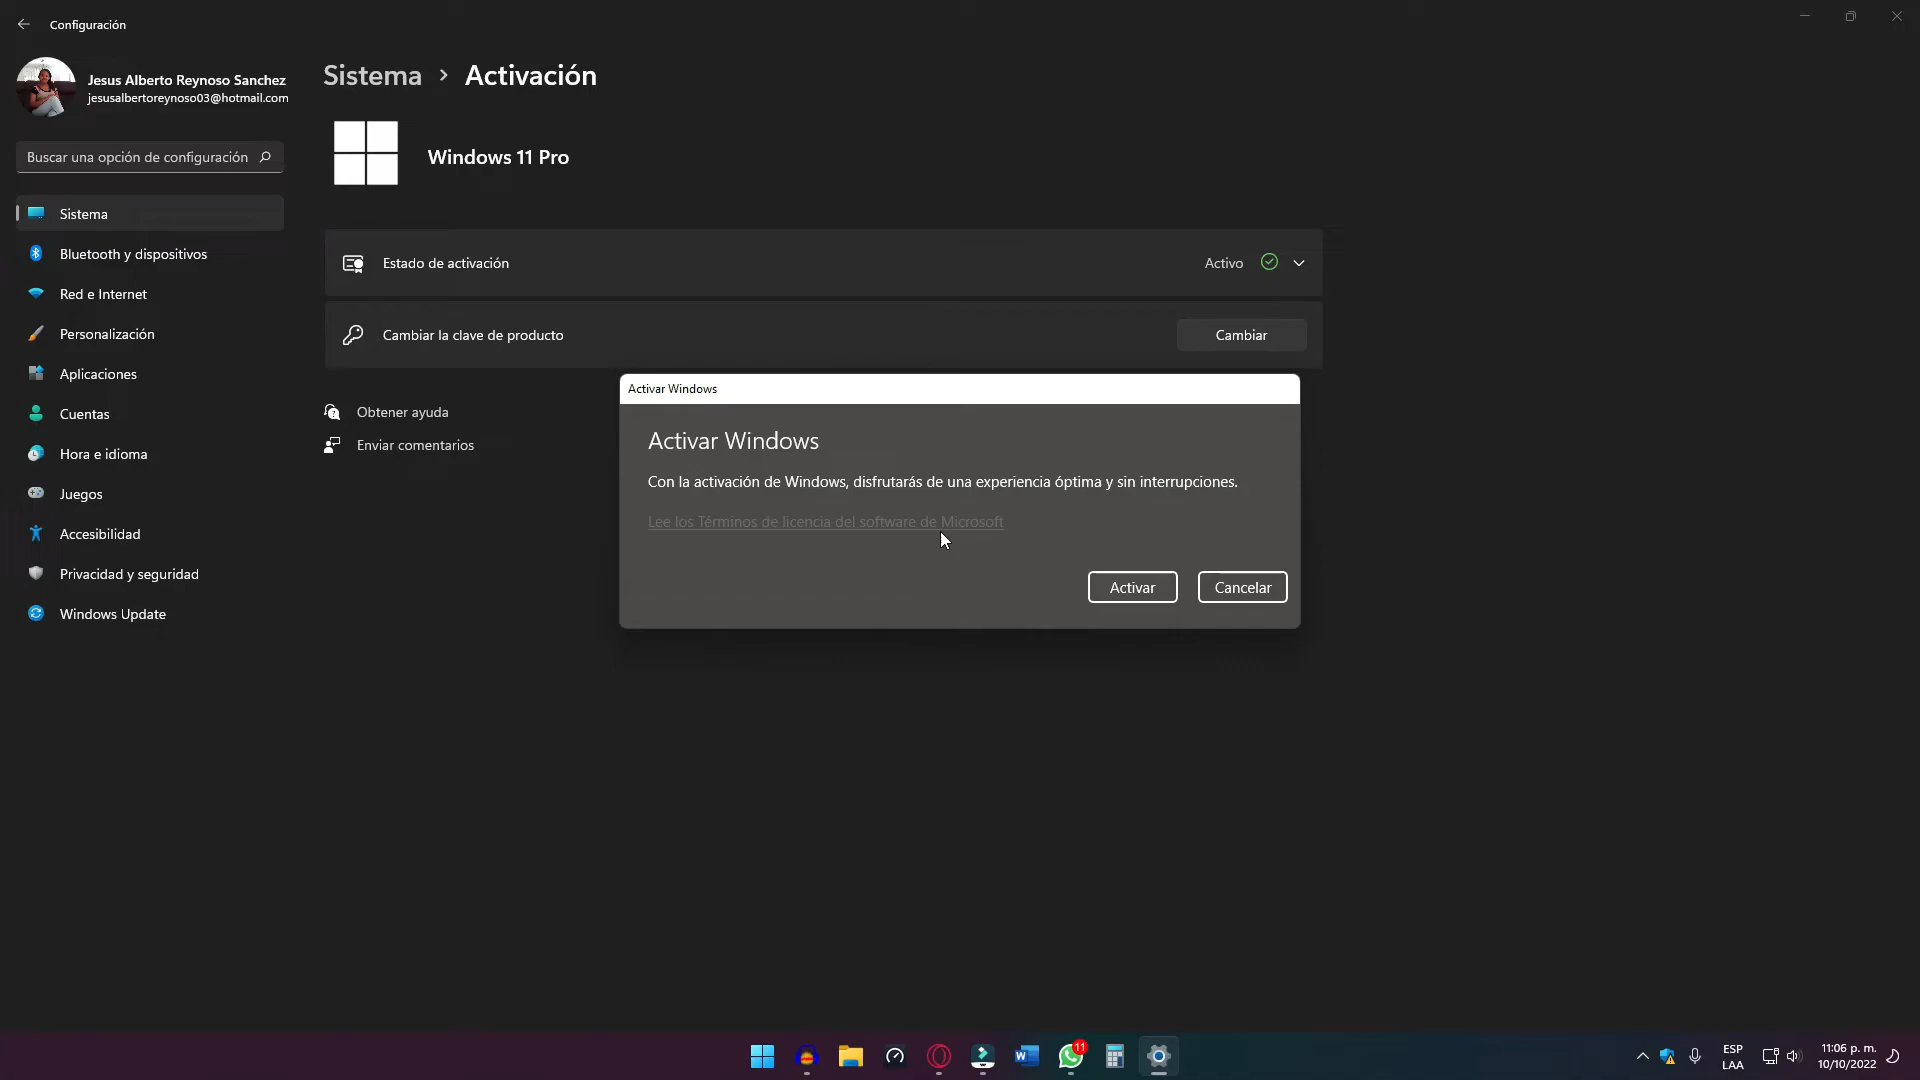 Configuración
Jesus Alberto Reynoso Sanchez
jesusalbertoreynoso03@hotmail.com
Buscar una opción de configuración
Sistema
Bluetooth y dispositivos
Red e Internet
Personalización
Aplicaciones
Cuentas
Hora e idioma
Juegos
Accesibilidad
Privacidad y seguridad
Windows Update
Sistema > Activación
Windows 11 Pro
Estado de activación
Activo
Cambiar la clave de producto
Cambiar
Obtener ayuda
Enviar comentarios
Activar Windows
Activar Windows
Con la activación de Windows, disfrutarás de una experiencia óptima y sin interrupciones.
Lee los Términos de licencia del software de Microsoft
Activar
Cancelar
11
ESP
LAA
11:06 p. m.
10/10/2022